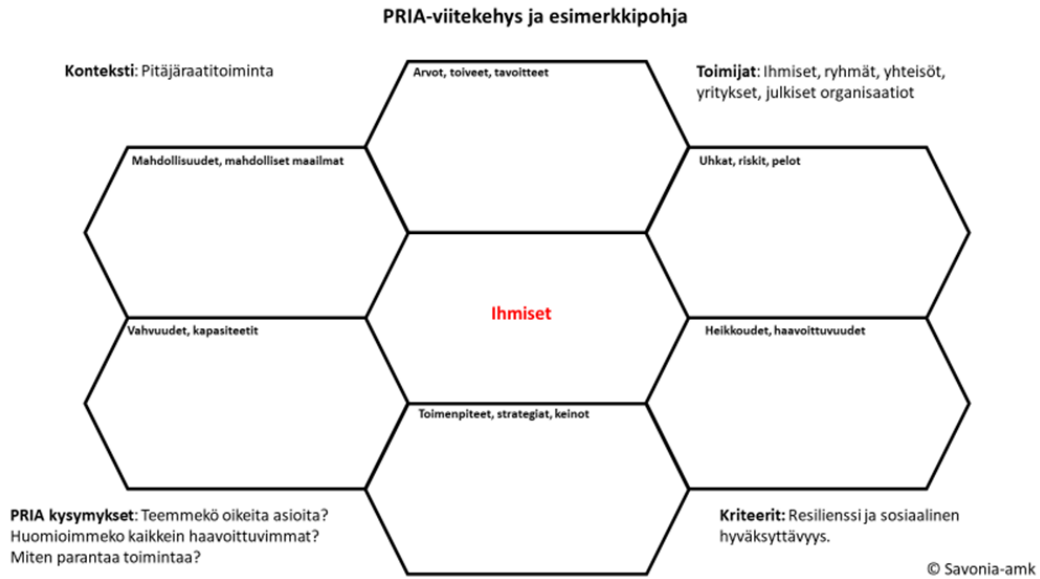 PRIA-viitekehys ja esimerkkipohja
Konteksti: Pitäjäraatitoiminta
Arvot, toiveet, tavoitteet
Toimijat: Ihmiset, ryhmät, yhteisöt,
yritykset, julkiset organisaatiot
Mahdollisuudet, mahdolliset maailmat
Uhkat, riskit, pelot
Ihmiset
Vahvuudet, kapasiteetit
Heikkoudet, haavoittuvuudet
Toimenpiteet, strategiat, keinot
PRIA kysymykset: Teemmekö oikeita asioita?
Huomioimmeko kaikkein haavoittuvimmat?
Miten parantaa toimintaa?
Kriteerit: Resilienssi ja sosiaalinen
hyväksyttävyys.
© Savonia-amk